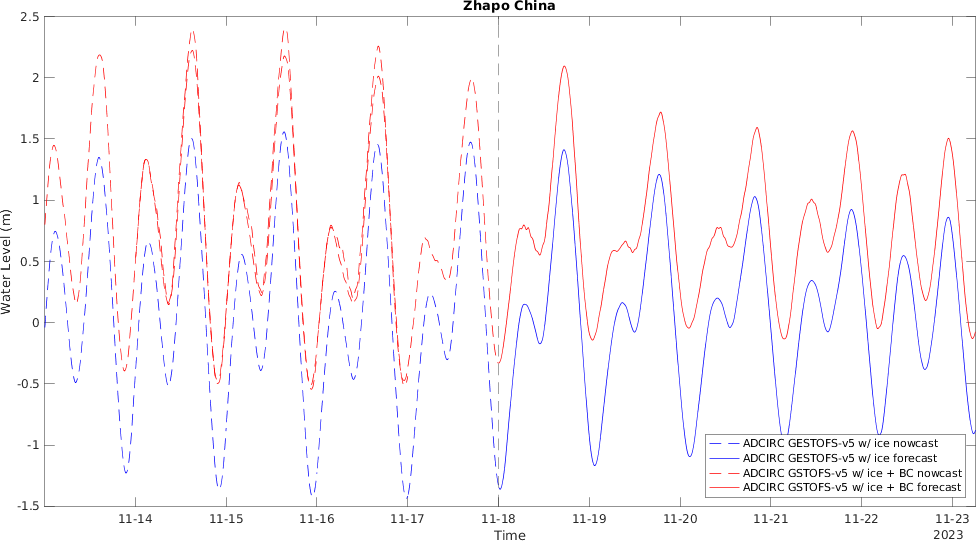 Zhapo China
Water Level (m)
2.5
2
1.5
1
0.5
0
-0.5
-1
-1.5
ADCIRC GESTOFS-v5 w/ ice nowcast
ADCIRC GESTOFS-v5 w/ ice forecast
ADCIRC GSTOFS-v5 w/ ice + BC nowcast
ADCIRC GSTOFS-v5 w/ ice + BC forecast
11-14 11-15 11-16 11-17 11-18 11-19 11-20 11-21 11-22 11-23
Time 2023